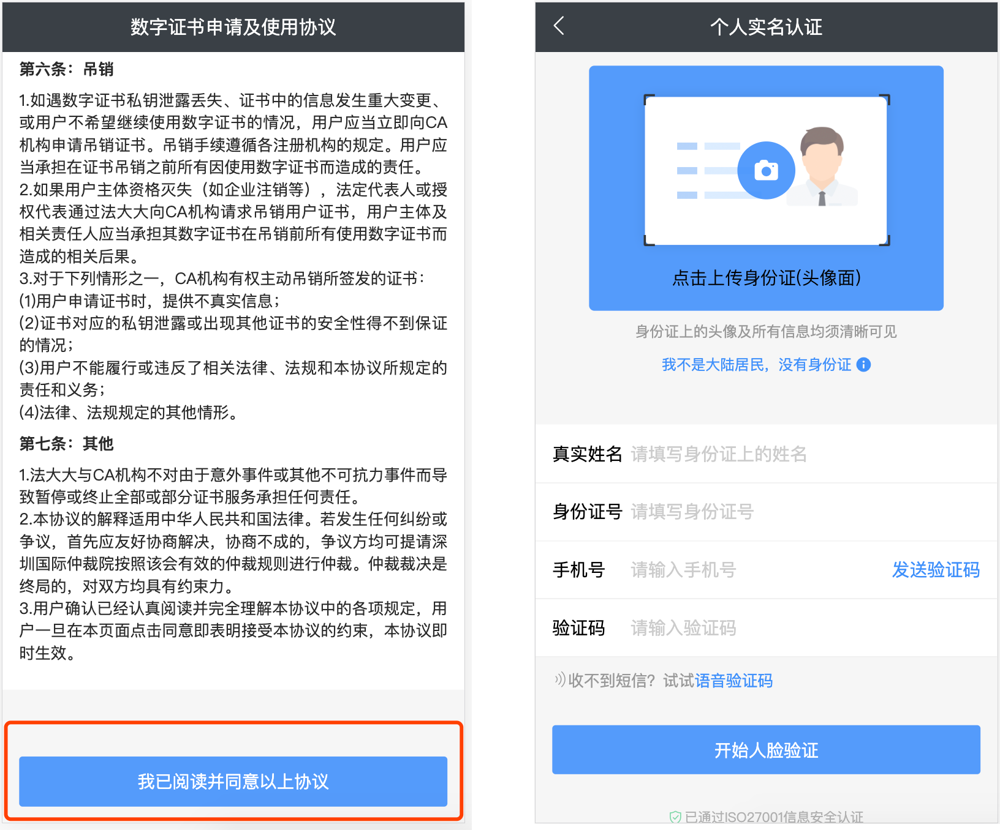 数字证书申请及使用协议
第六条：吊销
1.如遇数字证书私钥泄露丢失、证书中的信息发生重大变更、
或用户不希望继续使用数字证书的情况，用户应当立即向CA
机构申请吊销证书。吊销手续遵循各注册机构的规定。用户应
当承担在证书吊销之前所有因使用数字证书而造成的责任。
2.如果用户主体资格灭失（如企业注销等），法定代表人或授
权代表通过法大大向CA机构请求吊销用户证书，用户主体及
相关责任人应当承担其数字证书在吊销前所有使用数字证书而
造成的相关后果。
3.对于下列情形之一，CA机构有权主动吊销所签发的证书：
(1)用户申请证书时，提供不真实信息；
(2)证书对应的私钥泄露或出现其他证书的安全性得不到保证
的情况；
(3)用户不能履行或违反了相关法律、法规和本协议所规定的
责任和义务；
(4)法律、法规规定的其他情形。
第七条：其他
1.法大大与CA机构不对由于意外事件或其他不可抗力事件而导
致暂停或终止全部或部分证书服务承担任何责任。
2.本协议的解释适用中华人民共和国法律。若发生任何纠纷或
争议，首先应友好协商解决，协商不成的，争议方均可提请深
圳国际仲裁院按照该会有效的仲裁规则进行仲裁。仲裁裁决是
终局的，对双方均具有约束力。
3.用户确认已经认真阅读并完全理解本协议中的各项规定，用
户一旦在本页面点击同意即表明接受本协议的约束，本协议即
时生效。
我已阅读并同意以上协议
个人实名认证
点击上传身份证(头像面)
身份证上的头像及所有信息均须清晰可见
我不是大陆居民，没有身份证
真实姓名 请填写身份证上的姓名
身份证号 请填写身份证号
手机号 请输入手机号 发送验证码
验证码 请输入验证码
收不到短信？试试语音验证码
开始人脸验证
已通过ISO27001信息安全认证